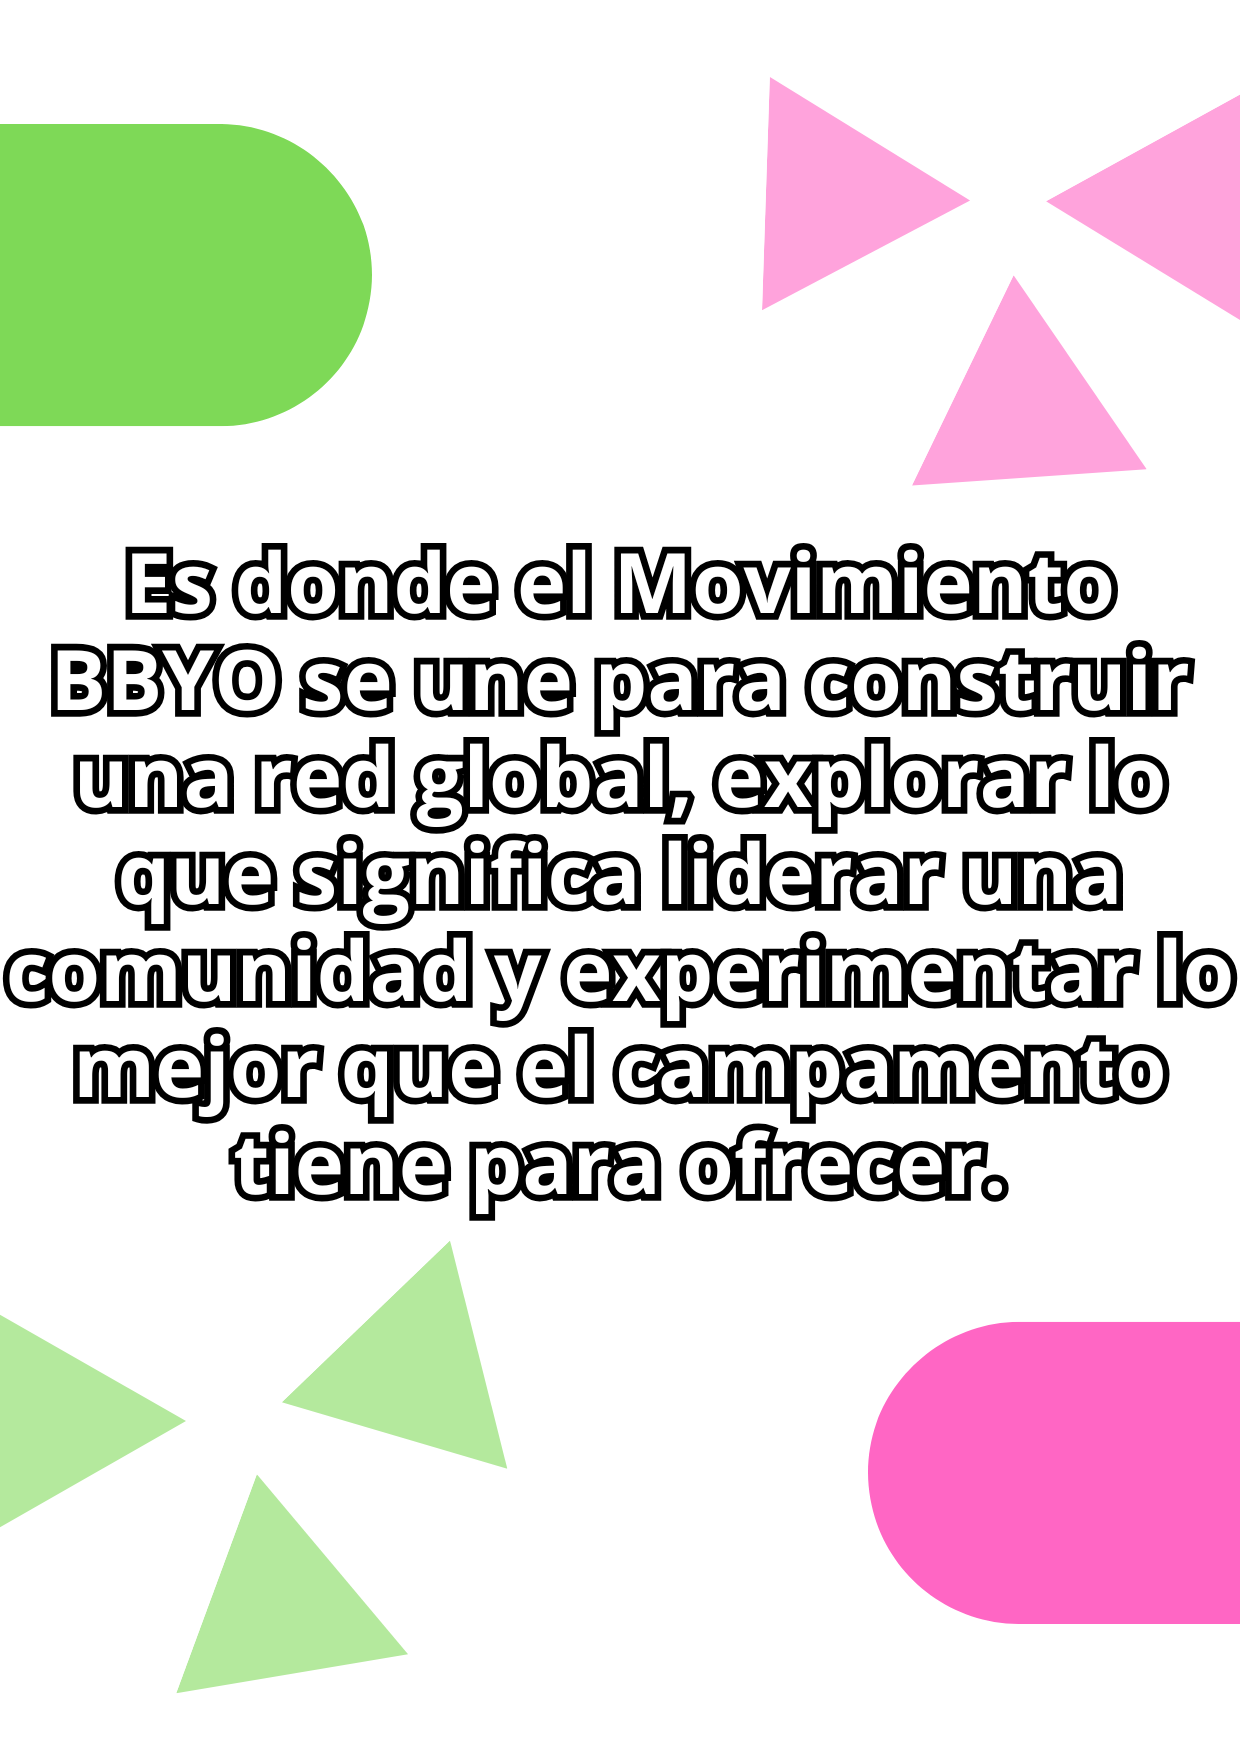 Es donde el Movimiento
BBYO se une para construir
una red global, explorar lo
que significa liderar una
comunidad y experimentar lo
mejor que el campamento
tiene para ofrecer.